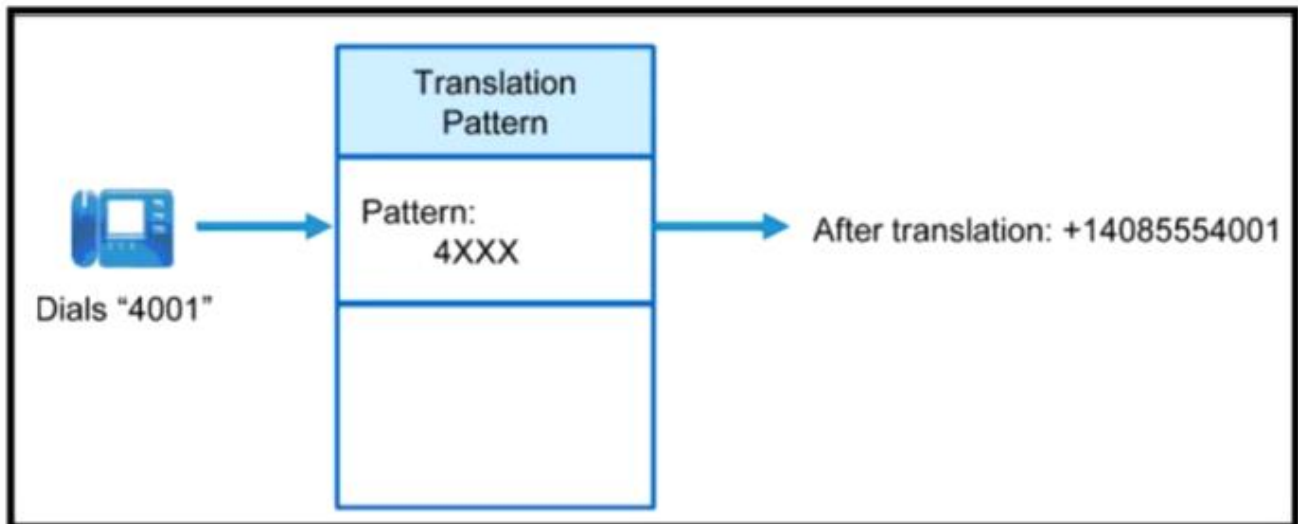 Translation
Pattern
Pattern:
4XXX
Dials “4001”
After translation: +14085554001